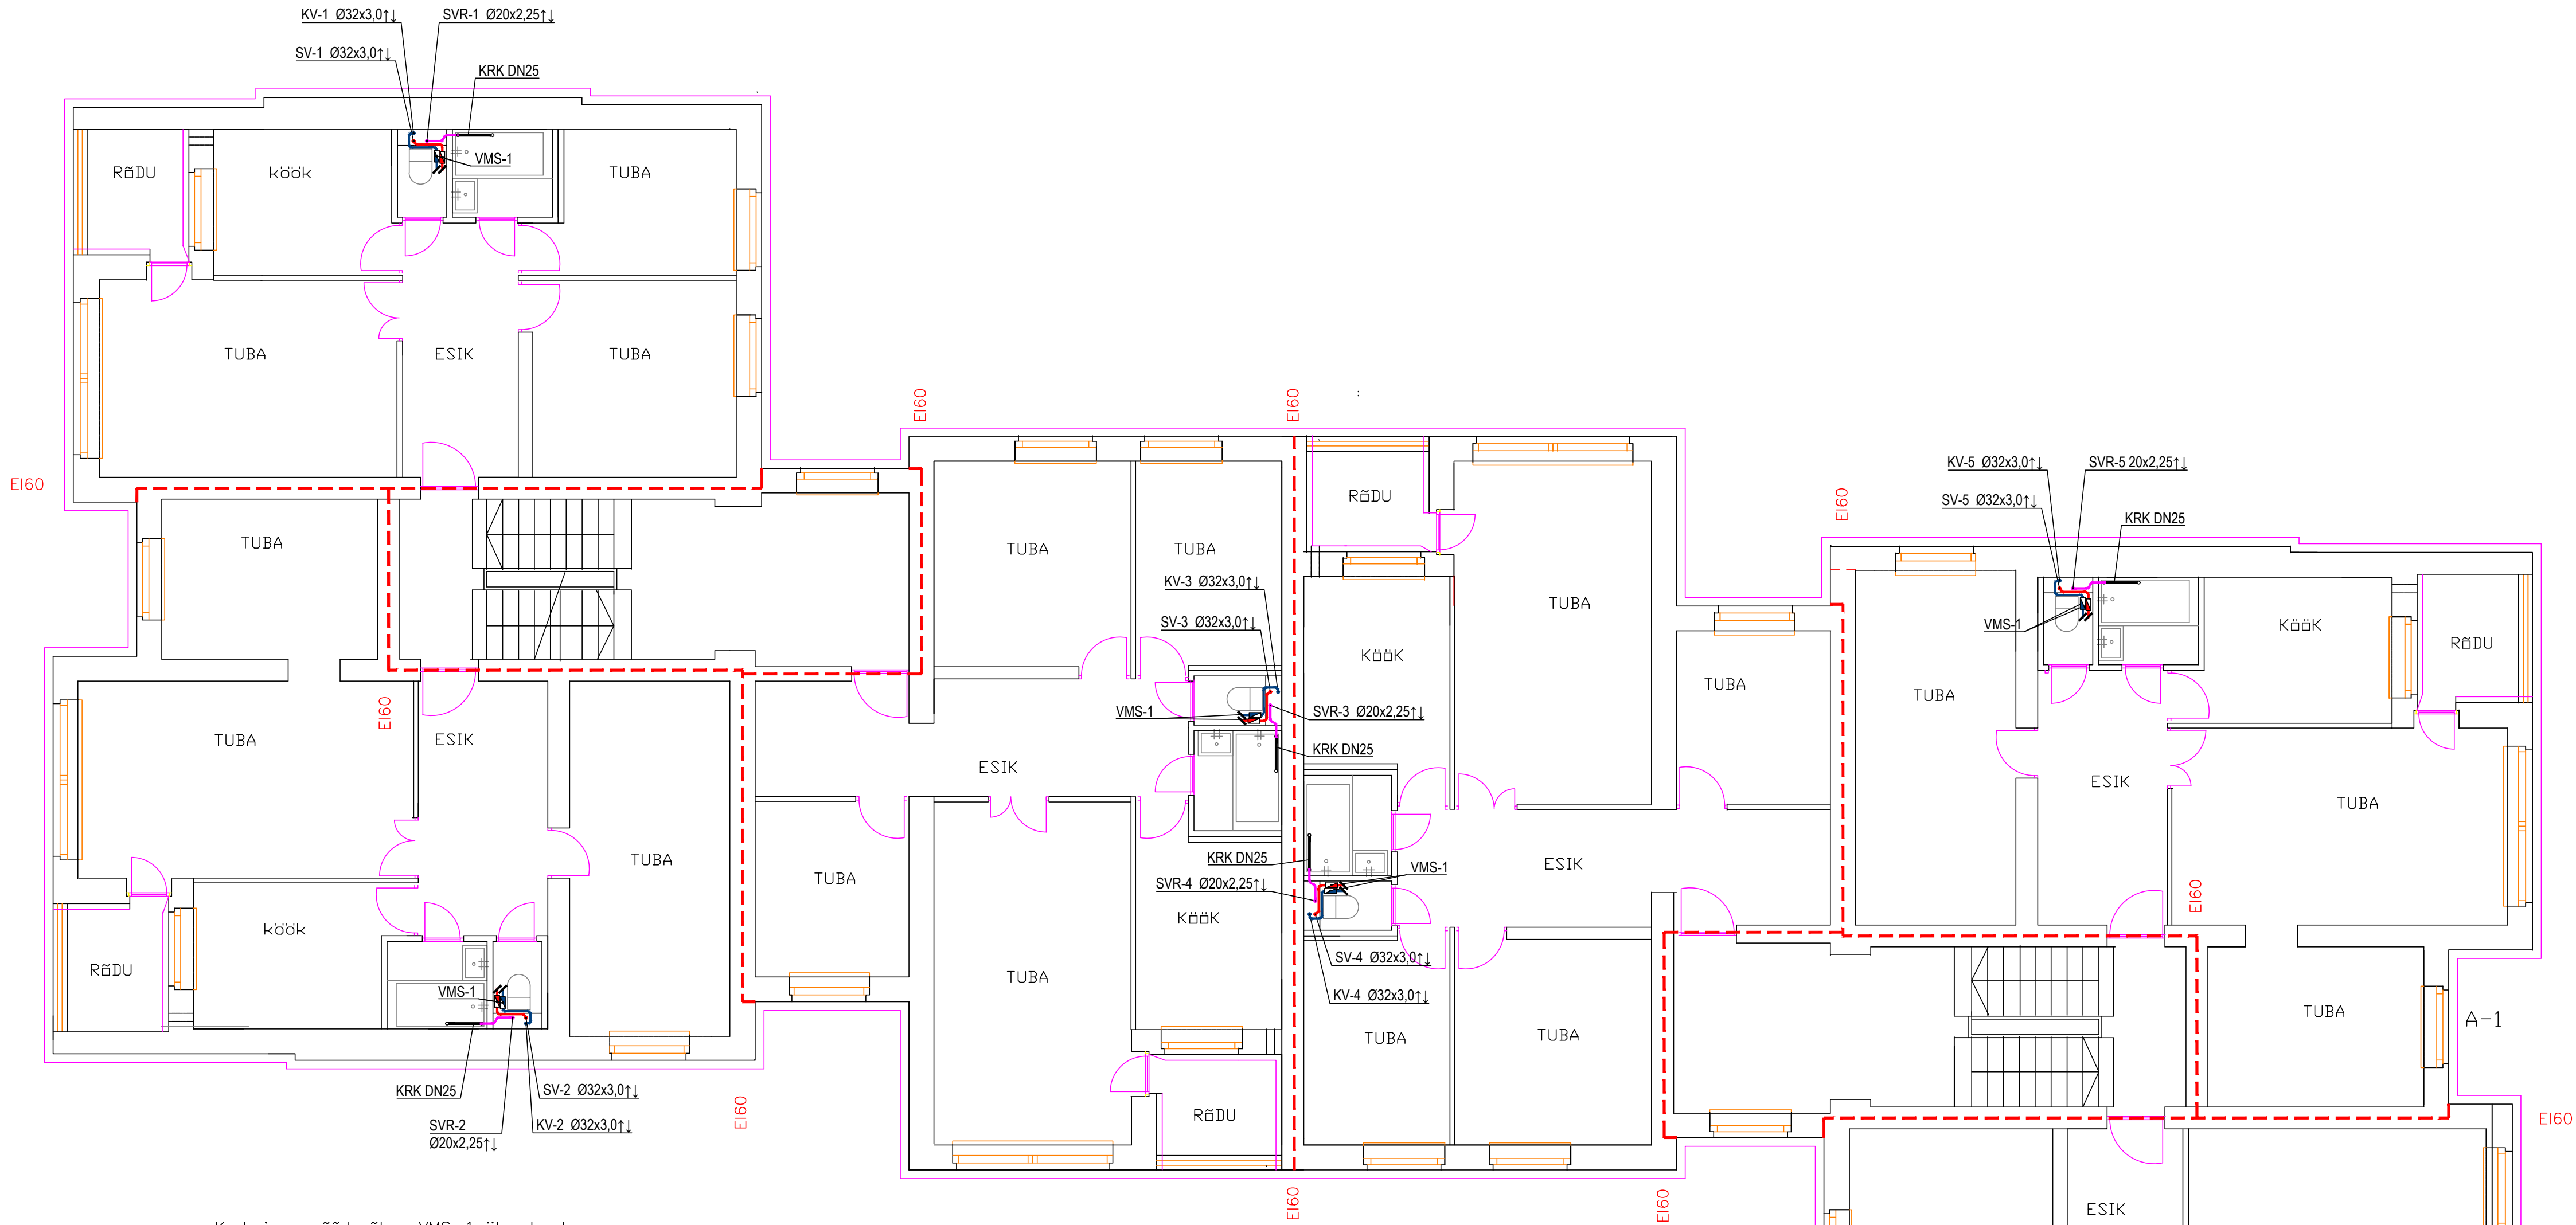 KV-1 Ø32x3,0↑↓
SVR-1 Ø20x2,25↑↓
SV-1 Ø32x3,0↑↓
KRK DN25
VMS-1
RõDU
köök
TUBA
TUBA
ESIK
TUBA
EI60
EI60
EI60
KV-5 Ø32x3,0↑↓
SVR-5 20x2,25↑↓
SV-5 Ø32x3,0↑↓
KRK DN25
EI60
RõDU
TUBA
TUBA
TUBA
KV-3 Ø32x3,0↑↓
SV-3 Ø32x3,0↑↓
TUBA
VMS-1
KööK
RõDU
KööK
TUBA
TUBA
EI60
VMS-1
SVR-3 Ø20x2,25↑↓
TUBA
ESIK
KRK DN25
ESIK
ESIK
TUBA
TUBA
KRK DN25
VMS-1
ESIK
TUBA
SVR-4 Ø20x2,25↑↓
EI60
KööK
köök
SV-4 Ø32x3,0↑↓
RõDU
TUBA
VMS-1
KV-4 Ø32x3,0↑↓
TUBA
A-1
TUBA
TUBA
KRK DN25
SV-2 Ø32x3,0↑↓
EI60
RõDU
EI60
SVR-2
Ø20x2,25↑↓
KV-2 Ø32x3,0↑↓
EI60
EI60
ESIK